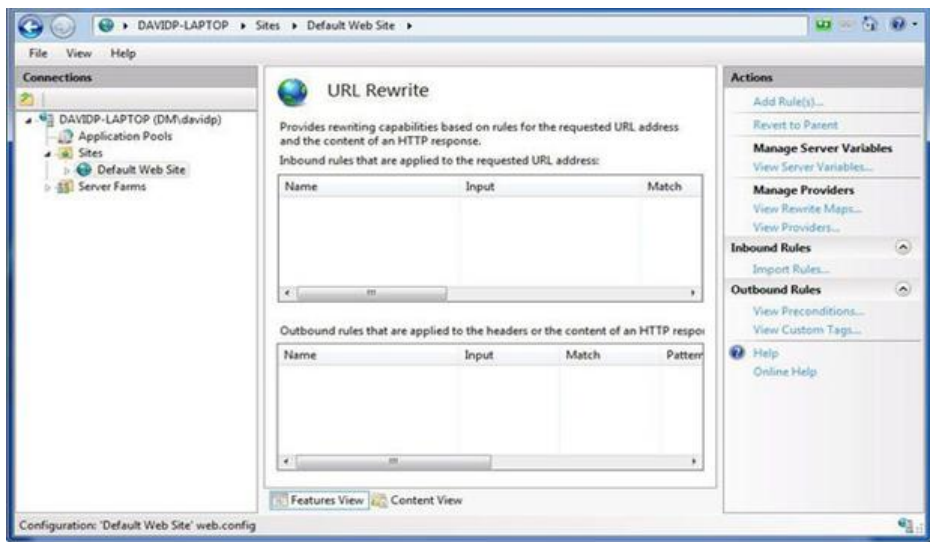 DAVIDP-LAPTOP Sites Default Web Site
File View Help
Connections
DAVIDP-LAPTOP (DM\davidp)
Application Pools
Sites
Default Web Site
Server Farms
URL Rewrite
Provides rewriting capabilities based on rules for the requested URL address
and the content of an HTTP response.
Inbound rules that are applied to the requested URL address:
Name Input Match
Outbound rules that are applied to the headers or the content of an HTTP respo
Name Input Match Pattern
Features View Content View
Actions
Add Rule(s)...
Revert to Parent
Manage Server Variables
View Server Variables...
Manage Providers
View Rewrite Maps...
View Providers...
Inbound Rules
Import Rules...
Outbound Rules
View Preconditions...
View Custom Tags...
Help
Online Help
Configuration: 'Default Web Site' web.config